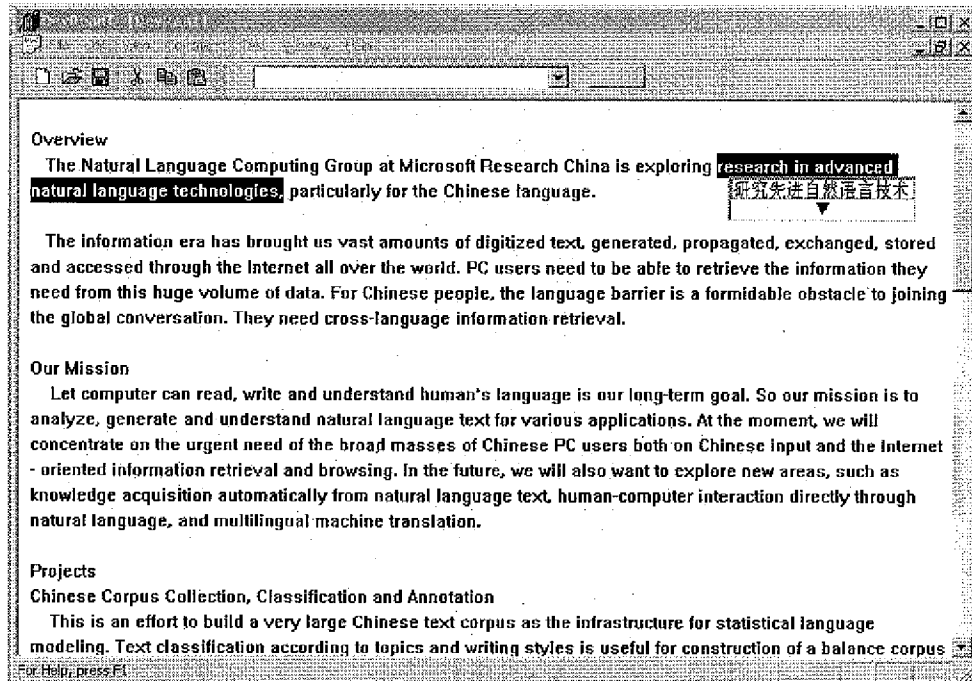 Overview
The Natural Language Computing Group at Microsoft Research China is exploring research in advanced
natural language technologies, particularly for the Chinese language.
研究先进自然语言技术
The information era has brought us vast amounts of digitized text, generated, propagated, exchanged, stored
and accessed through the Internet all over the world. PC users need to be able to retrieve the information they
need from this huge volume of data. For Chinese people, the language barrier is a formidable obstacle to joining
the global conversation. They need cross-language information retrieval.
Our Mission
Let computer can read, write and understand human's language is our long-term goal. So our mission is to
analyze, generate and understand natural language text for various applications. At the moment, we will
concentrate on the urgent need of the broad masses of Chinese PC users both on Chinese input and the Internet
- oriented information retrieval and browsing. In the future, we will also want to explore new areas, such as
knowledge acquisition automatically from natural language text, human-computer interaction directly through
natural language, and multilingual machine translation.
Projects
Chinese Corpus Collection, Classification and Annotation
This is an effort to build a very large Chinese text corpus as the infrastructure for statistical language
modeling. Text classification according to topics and writing styles is useful for construction of a balance corpus
For Help, press F1